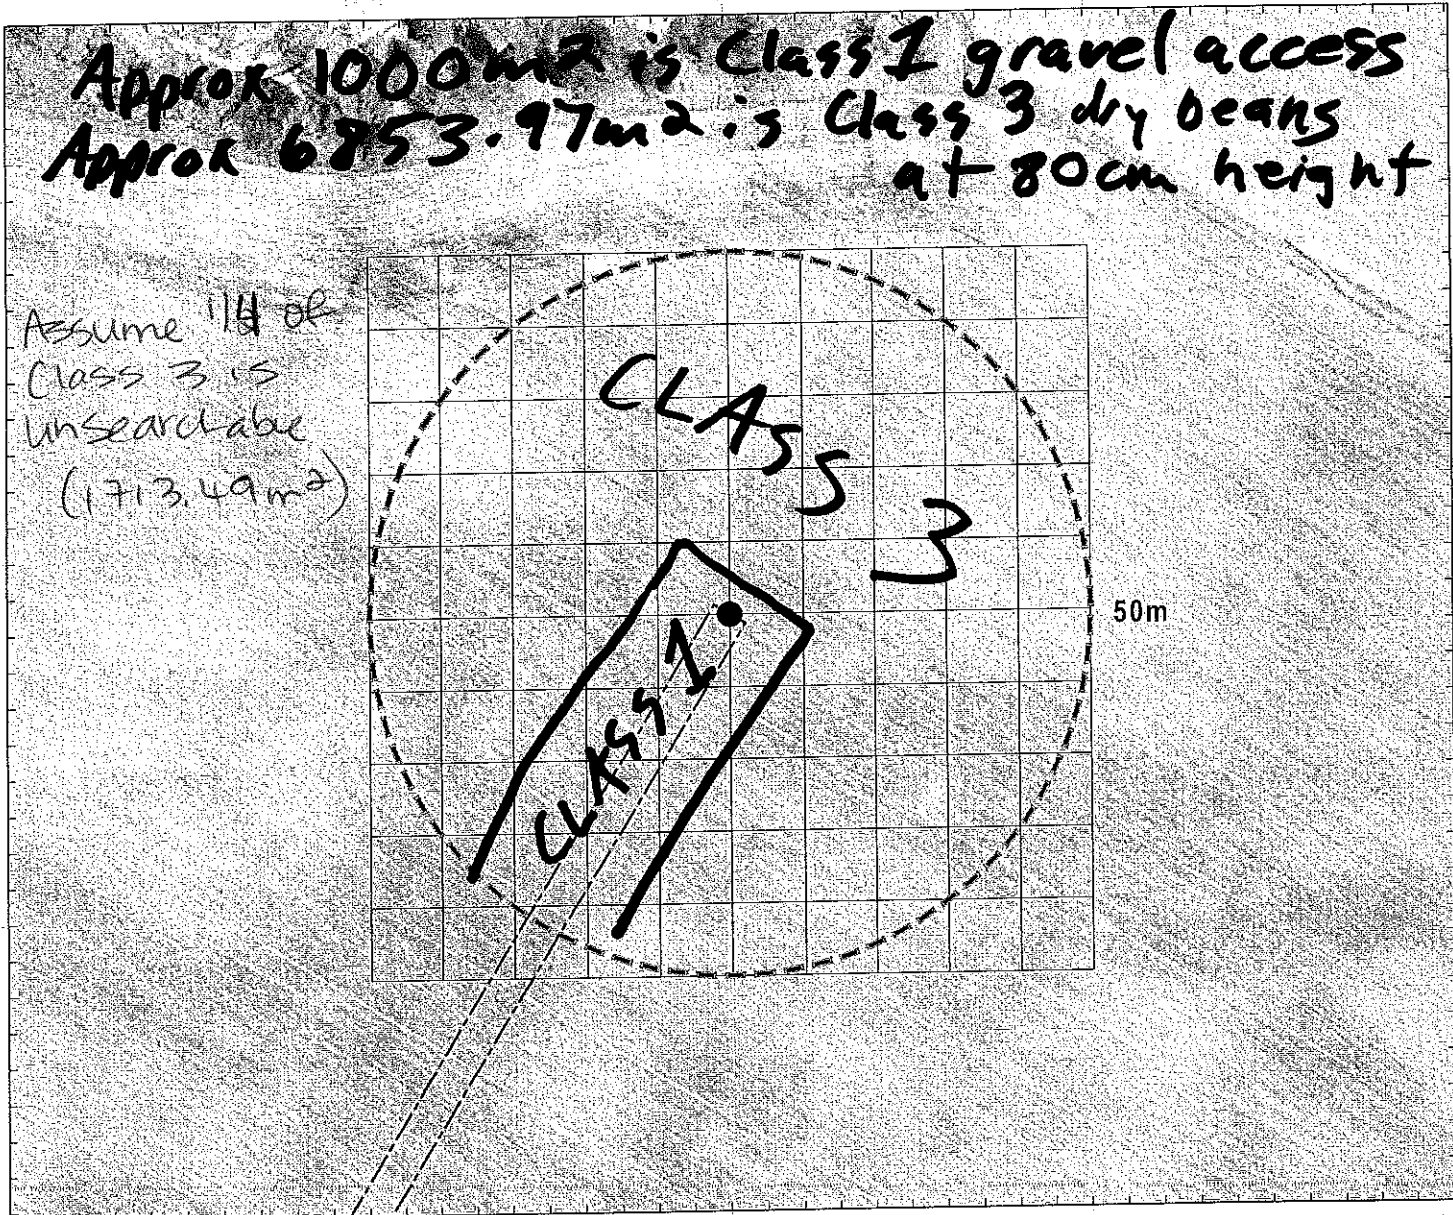 Approx 1000m2 is Class 1 gravel access
Approx 6853.97m2 is Class 3 dry beans
at 80cm height
Assume 1/4 of
Class 3 is
unsearchable
(1713.49m2)
CLASS 3
50m
CLASS 1